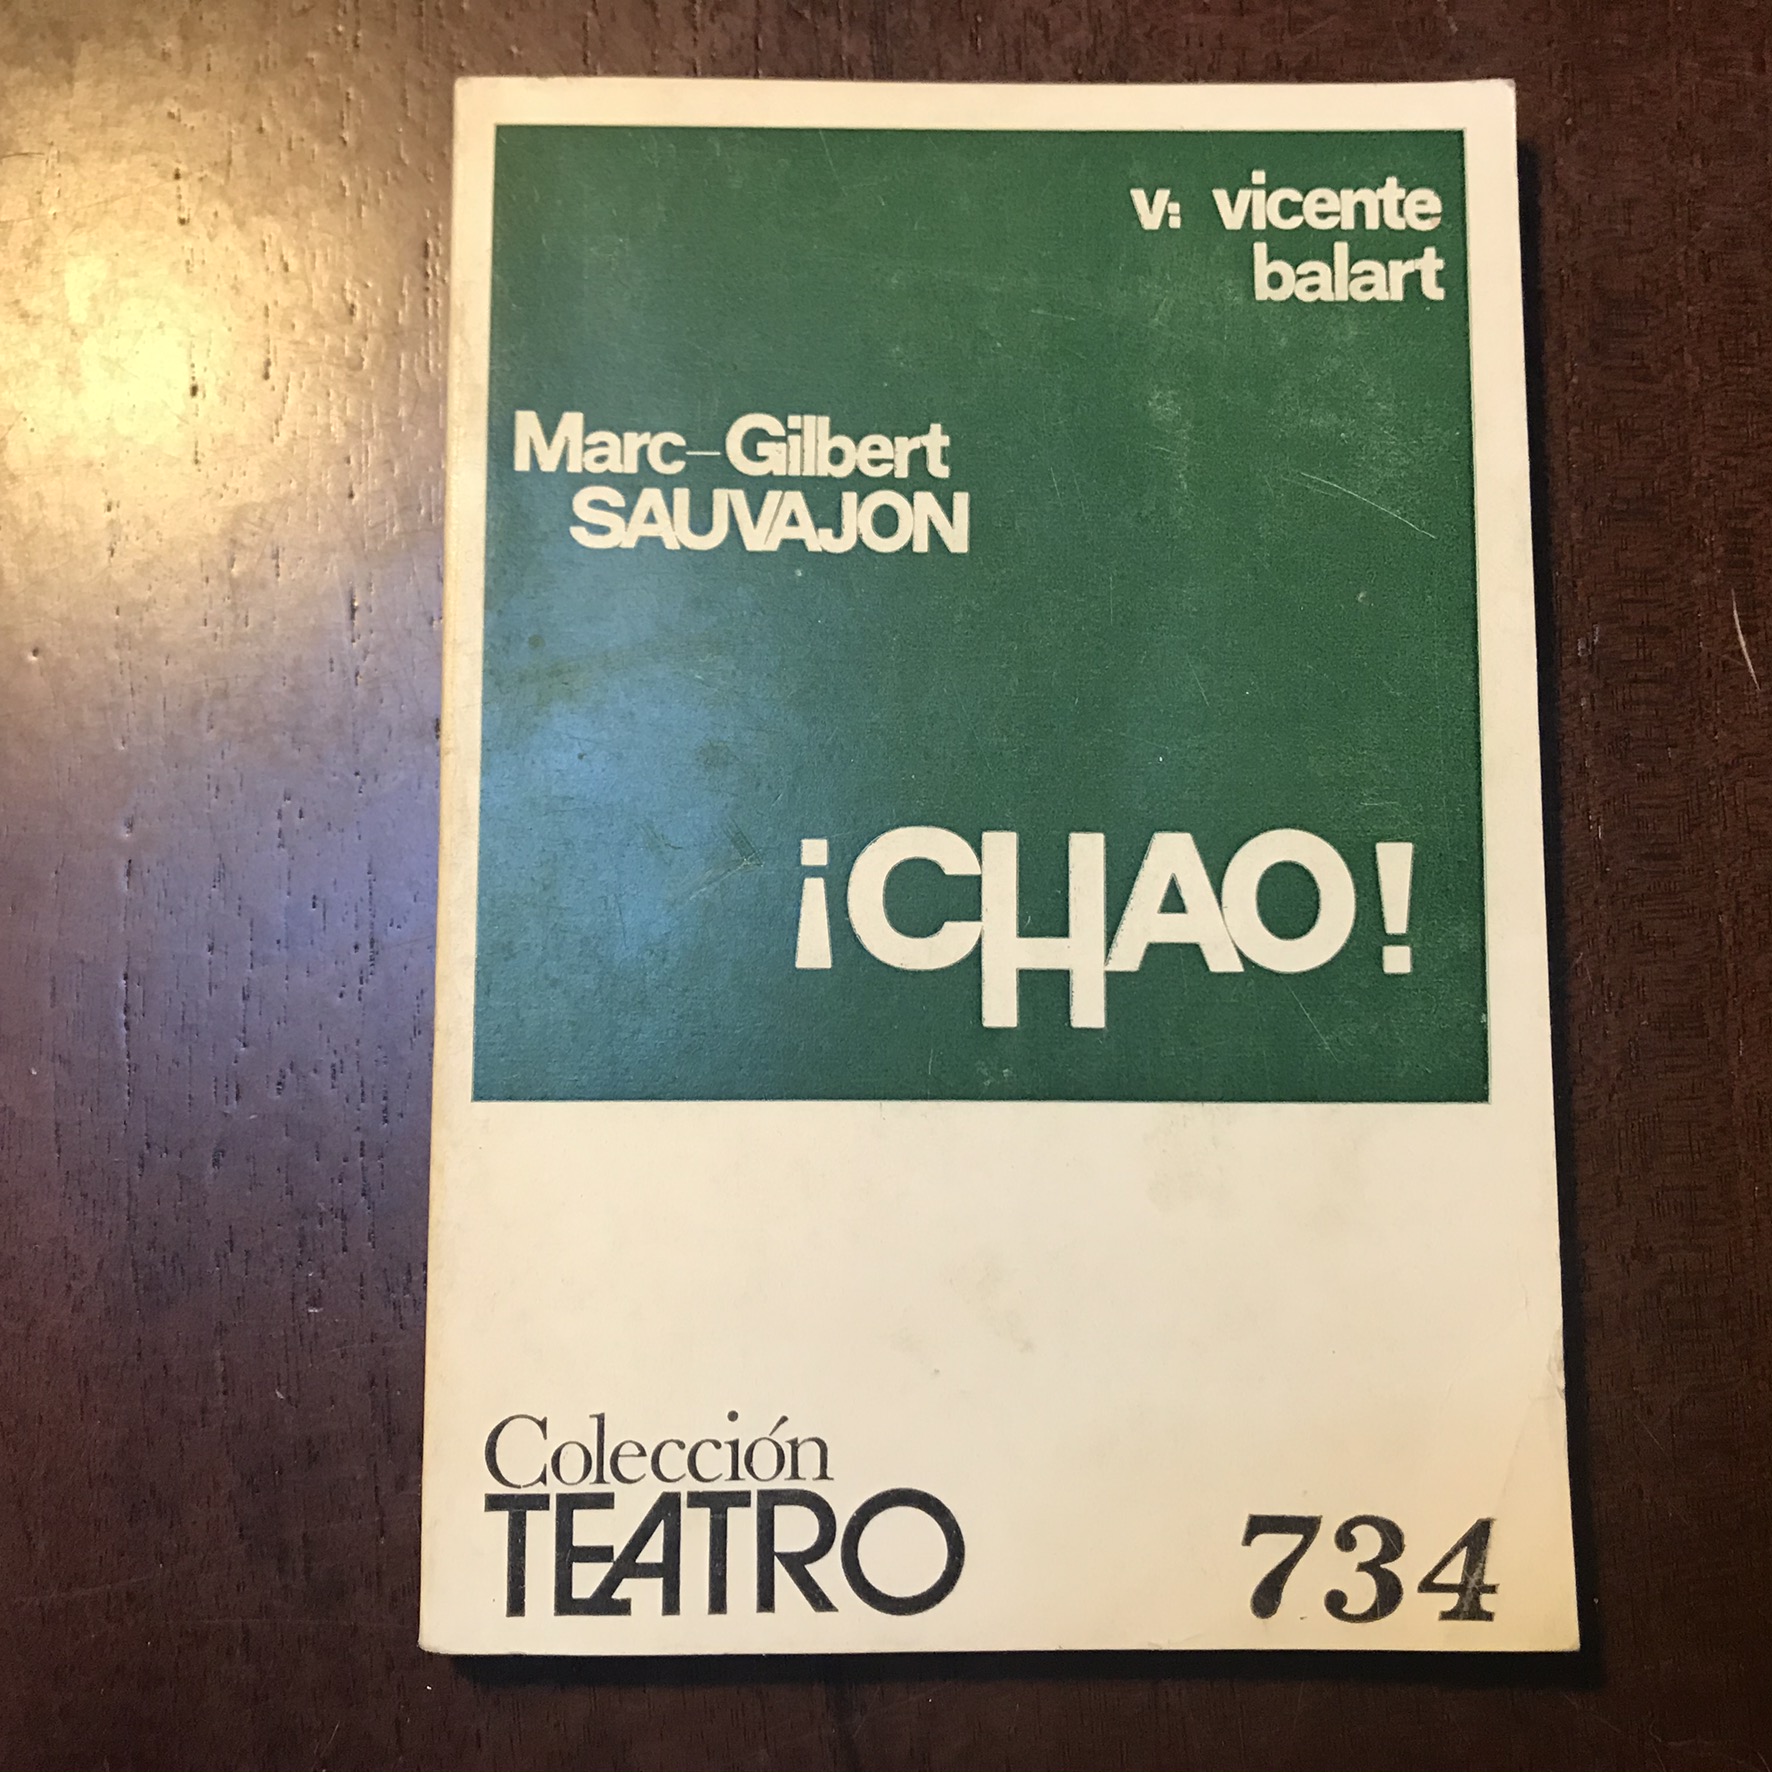 v: vicente
balart
Marc-Gilbert
SAUVAJON
¡CHAO!
Colección
TEATRO
734